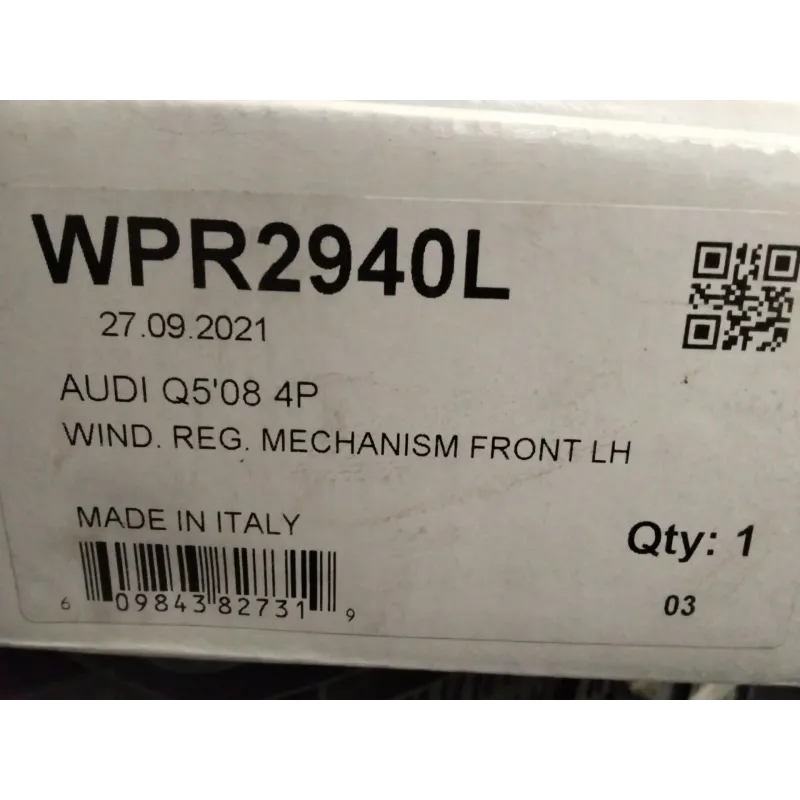 WPR2940L
27.09.2021
AUDI Q5'08 4P
WIND. REG. MECHANISM FRONT LH
MADE IN ITALY
Qty: 1
6 09843 82731 9
03